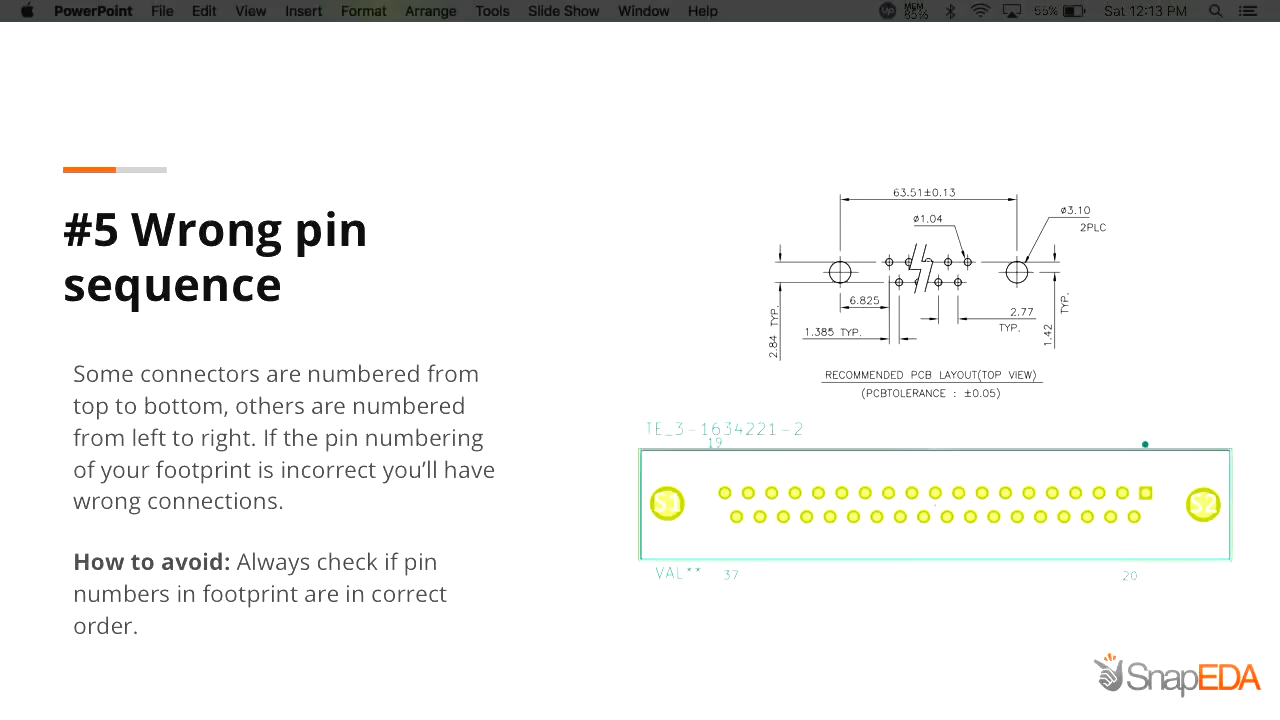 PowerPoint File Edit View Insert Format Arrange Tools Slide Show Window Help 55% Sat 12:13 PM
#5 Wrong pin
sequence
Some connectors are numbered from
top to bottom, others are numbered
from left to right. If the pin numbering
of your footprint is incorrect you’ll have
wrong connections.
How to avoid: Always check if pin
numbers in footprint are in correct
order.
63.51±0.13
ø1.04
ø3.10
2PLC
6.825
1.385 TYP.
2.84 TYP.
2.77
TYP.
1.42 TYP.
RECOMMENDED PCB LAYOUT(TOP VIEW)
(PCBTOLERANCE : ±0.05)
TE_3-1634221-2
19
S1
S2
VAL** 37 20
SnapEDA